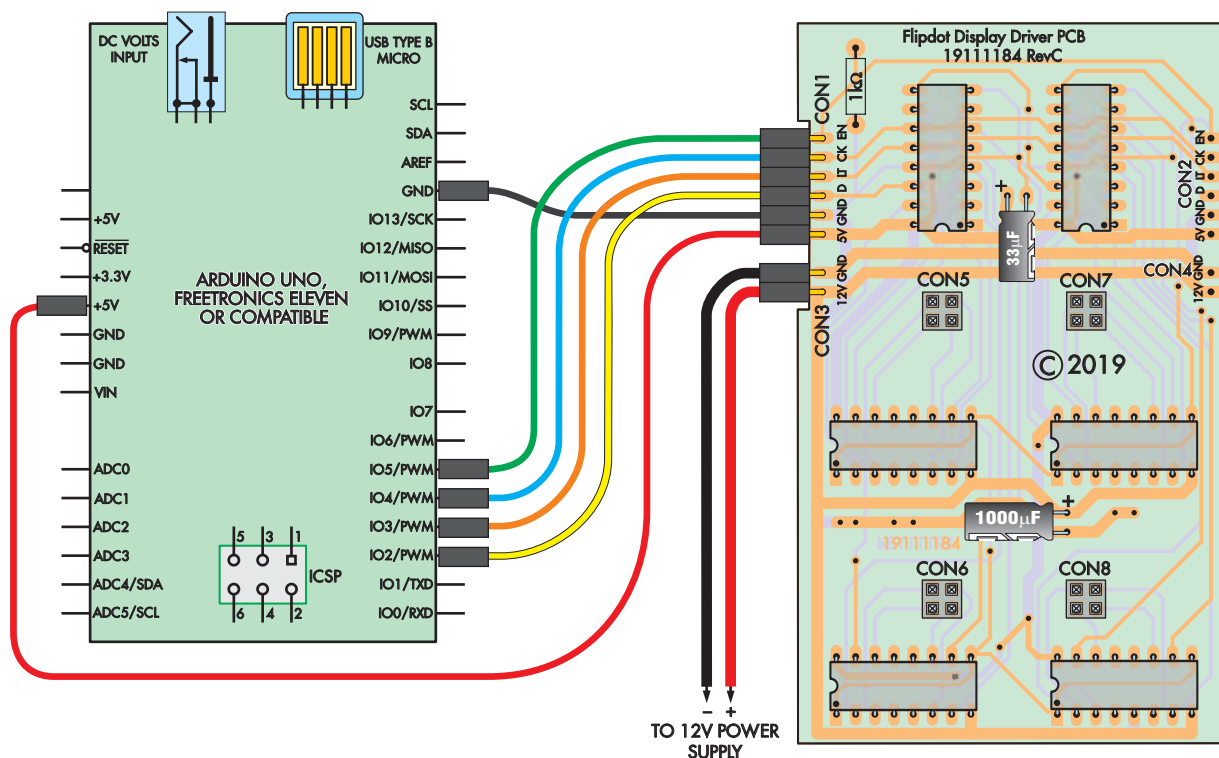 DC VOLTS
INPUT
USB TYPE B
MICRO
SCL
SDA
AREF
GND
IO13/SCK
IO12/MISO
IO11/MOSI
IO10/SS
IO9/PWM
IO8
IO7
IO6/PWM
IO5/PWM
IO4/PWM
IO3/PWM
IO2/PWM
IO1/TXD
IO0/RXD
+5V
RESET
+3.3V
+5V
GND
GND
VIN
ADC0
ADC1
ADC2
ADC3
ADC4/SDA
ADC5/SCL
ARDUINO UNO,
FREETRONICS ELEVEN
OR COMPATIBLE
5 3 1
ICSP
6 4 2
– +
TO 12V POWER
SUPPLY
Flipdot Display Driver PCB
19111184 RevC
CON1
1kΩ
EN
CK
LT
D
GND
5V
GND
12V
CON3
+
33µF
EN
CK
LT
D
GND
5V
CON2
CON4
GND
12V
CON5
CON7
© 2019
+
1000µF
19111184
CON6
CON8